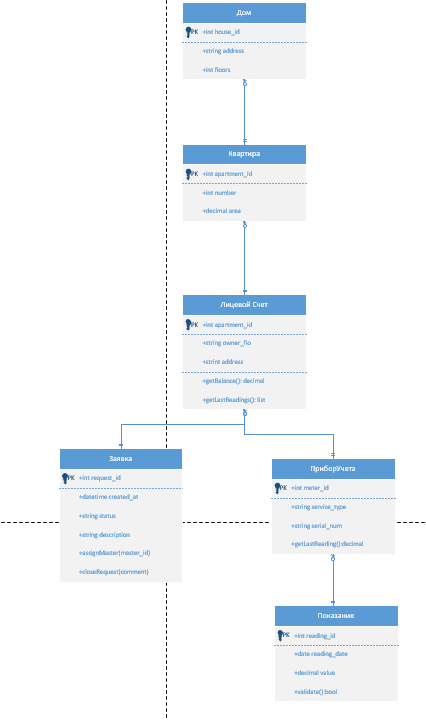 Дом
PK +int house_id
+string address
+int floors
Квартира
PK +int apartment_id
+int number
+decimal area
Лицевой Счет
PK +int apartment_id
+string owner_fio
+strint address
+getBalance(): decimal
+getLastReadings(): list
Заявка
PK +int request_id
+datetime created_at
+string status
+string description
+assignMaster(master_id)
+closeRequest(comment)
ПриборУчета
PK +int meter_id
+string service_type
+string serial_num
+getLastReading():decimal
Показание
PK +int reading_id
+date reading_date
+decimal value
+validate():bool